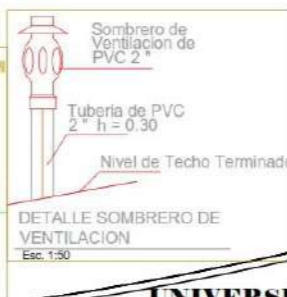 Sombrero de
Ventilacion de
PVC 2 "
Tuberia de PVC
2 " h = 0.30
Nivel de Techo Terminado
DETALLE SOMBRERO DE
VENTILACION
Esc. 1:50